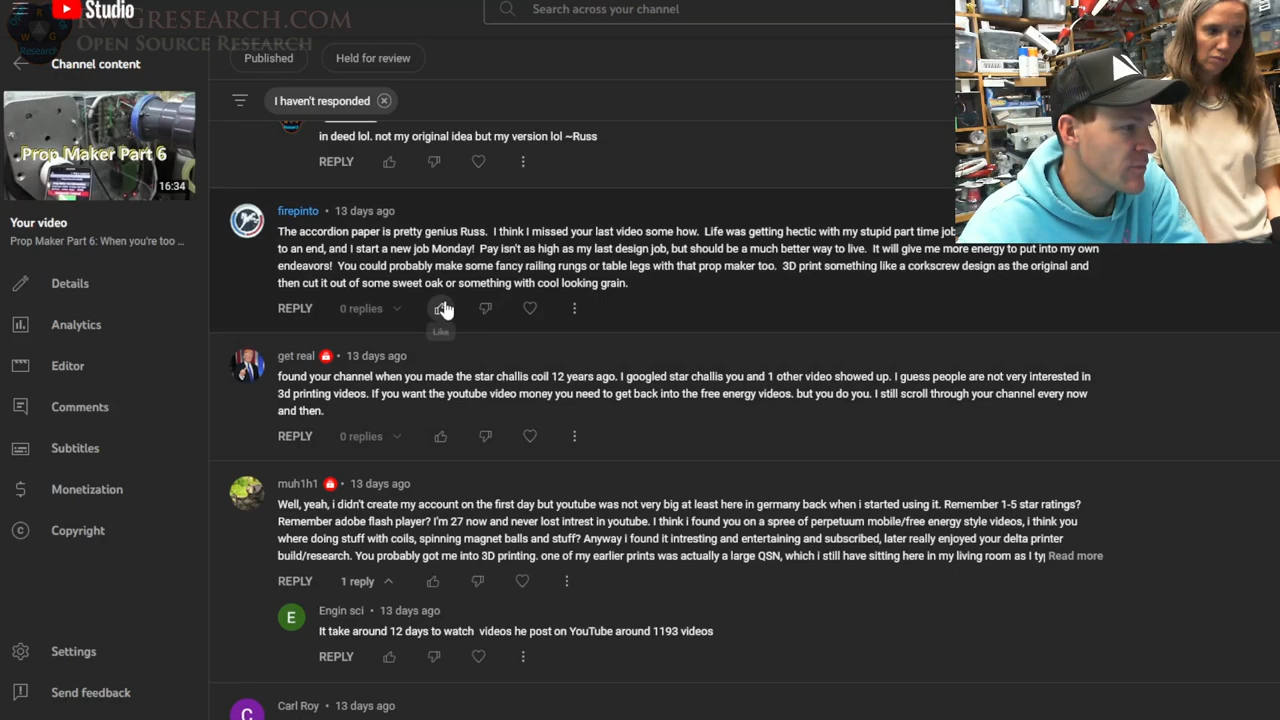 Studio
RWGRESEARCH.COM
Open Source Research
Search across your channel
Channel content
Published
Held for review
I haven't responded
Prop Maker Part 6
16:34
Your video
Prop Maker Part 6: When you're too ...
Details
Analytics
Editor
Comments
Subtitles
Monetization
Copyright
Settings
Send feedback
in deed lol. not my original idea but my version lol ~Russ
REPLY
firepinto • 13 days ago
The accordion paper is pretty genius Russ. I think I missed your last video some how. Life was getting hectic with my stupid part time job
to an end, and I start a new job Monday! Pay isn't as high as my last design job, but should be a much better way to live. It will give me more energy to put into my own
endeavors! You could probably make some fancy railing rungs or table legs with that prop maker too. 3D print something like a corkscrew design as the original and
then cut it out of some sweet oak or something with cool looking grain.
REPLY 0 replies
Like
get real • 13 days ago
found your channel when you made the star challis coil 12 years ago. I googled star challis you and 1 other video showed up. I guess people are not very interested in
3d printing videos. If you want the youtube video money you need to get back into the free energy videos. but you do you. I still scroll through your channel every now
and then.
REPLY 0 replies
muh1h1 • 13 days ago
Well, yeah, i didn't create my account on the first day but youtube was not very big at least here in germany back when i started using it. Remember 1-5 star ratings?
Remember adobe flash player? I'm 27 now and never lost intrest in youtube. I think i found you on a spree of perpetuum mobile/free energy style videos, i think you
where doing stuff with coils, spinning magnet balls and stuff? Anyway i found it intresting and entertaining and subscribed, later really enjoyed your delta printer
build/research. You probably got me into 3D printing. one of my earlier prints was actually a large QSN, which i still have sitting here in my living room as I ty Read more
REPLY 1 reply
E
Engin sci • 13 days ago
It take around 12 days to watch videos he post on YouTube around 1193 videos
REPLY
C
Carl Roy • 13 days ago